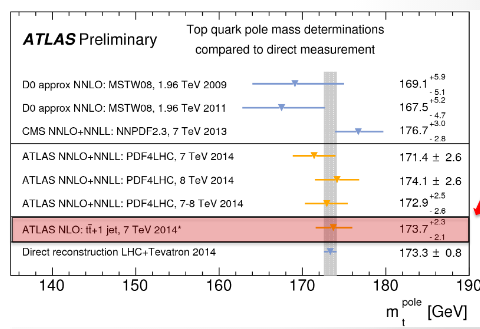 ATLAS Preliminary
Top quark pole mass determinations
compared to direct measurement
D0 approx NNLO: MSTW08, 1.96 TeV 2009 169.1 +5.9 - 5.1
D0 approx NNLO: MSTW08, 1.96 TeV 2011 167.5 +5.2 - 4.7
CMS NNLO+NNLL: NNPDF2.3, 7 TeV 2013 176.7 +3.0 - 2.8
ATLAS NNLO+NNLL: PDF4LHC, 7 TeV 2014 171.4 ± 2.6
ATLAS NNLO+NNLL: PDF4LHC, 8 TeV 2014 174.1 ± 2.6
ATLAS NNLO+NNLL: PDF4LHC, 7-8 TeV 2014 172.9 +2.5 - 2.6
ATLAS NLO: tt̄+1 jet, 7 TeV 2014* 173.7 +2.3 - 2.1
Direct reconstruction LHC+Tevatron 2014 173.3 ± 0.8
140 150 160 170 180 190
m_t^pole [GeV]